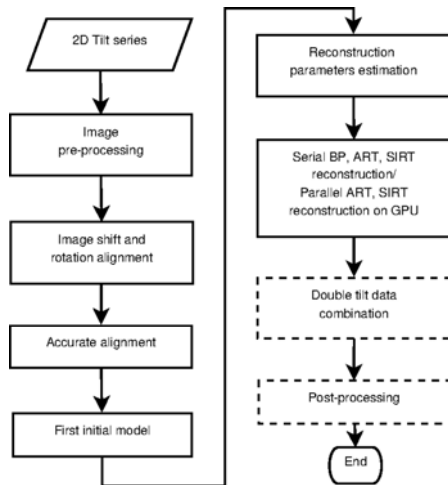 2D Tilt series
Image
pre-processing
Image shift and
rotation alignment
Accurate alignment
First initial model
Reconstruction
parameters estimation
Serial BP, ART, SIRT
reconstruction/
Parallel ART, SIRT
reconstruction on GPU
Double tilt data
combination
Post-processing
End